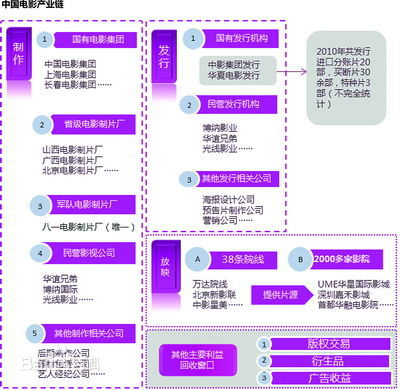 中国电影产业链
制作
1 国有电影集团
中国电影集团
上海电影集团
长春电影集团……
2 省级电影制片厂
山西电影制片厂
广西电影制片厂
北京电影制片厂……
3 军队电影制片厂
八一电影制片厂（唯一）
4 民营影视公司
华谊兄弟
博纳国际
光线影业……
5 其他制作相关公司
后期制作公司
艺人经纪公司……
发行
1 国有发行机构
中影集团发行
华夏电影发行
2010年共发行
进口分账片20
部，买断片30
余部，特种片3
部（不完全统
计）
2 民营发行机构
博纳影业
华谊兄弟
光线影业……
3 其他发行相关公司
海报设计公司
预告片制作公司
营销公司……
放映
A 38条院线
万达院线
北京新影联
中影星美……
提供片源
B 2000多家影院
UME华星国际影城
深圳嘉禾影城
首都华融电影院……
其他主要利益
回收窗口
1 版权交易
2 衍生品
3 广告收益